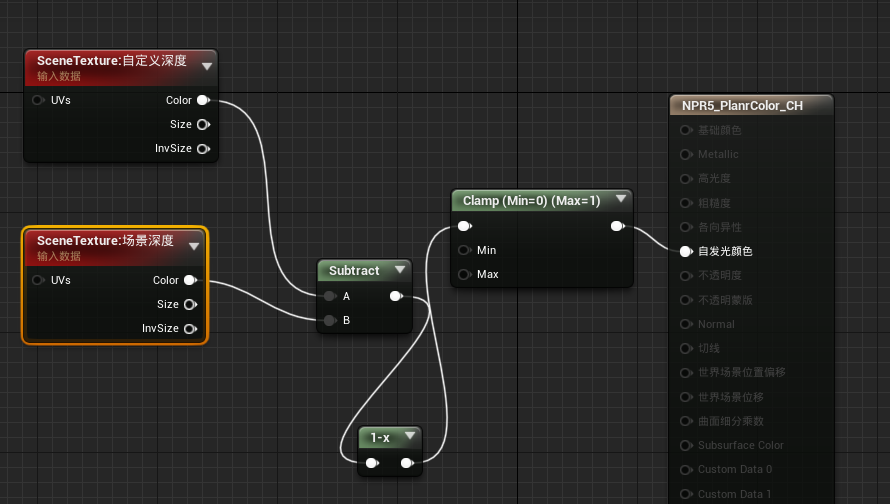 SceneTexture:自定义深度
输入数据
UVs
Color
Size
InvSize
SceneTexture:场景深度
输入数据
UVs
Color
Size
InvSize
Subtract
A
B
1-x
Clamp (Min=0) (Max=1)
Min
Max
NPR5_PlanrColor_CH
基础颜色
Metallic
高光度
粗糙度
各向异性
自发光颜色
不透明度
不透明蒙版
Normal
切线
世界场景位置偏移
世界场景位移
曲面细分乘数
Subsurface Color
Custom Data 0
Custom Data 1